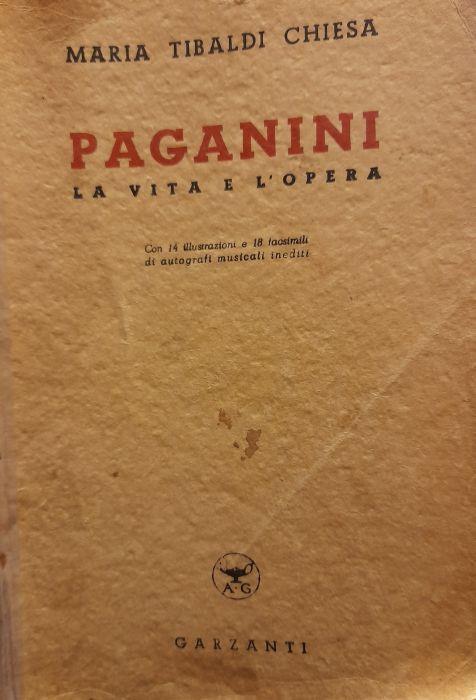 MARIA TIBALDI CHIESA
PAGANINI
LA VITA E L'OPERA
Con 14 illustrazioni e 18 facsimili
di autografi musicali inediti
A·G
GARZANTI